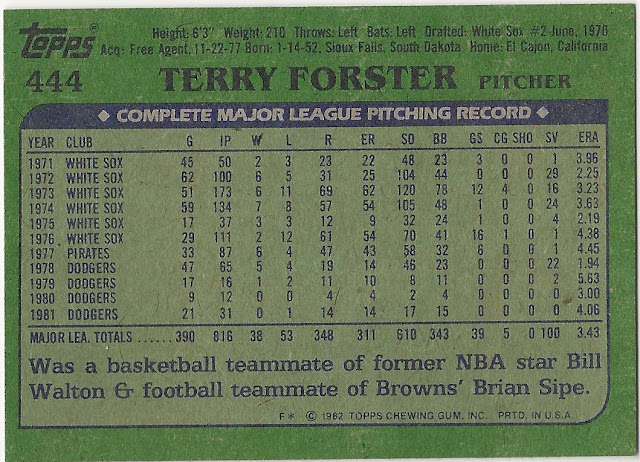 Topps
Height: 6'3" Weight: 210 Throws: Left Bats: Left Drafted: White Sox #2-June, 1970
Acq: Free Agent, 11-22-77 Born: 1-14-52, Sioux Falls, South Dakota Home: El Cajon, California
444 TERRY FORSTER PITCHER
◆ COMPLETE MAJOR LEAGUE PITCHING RECORD ◆
YEAR CLUB G IP W L R ER SO BB GS CG SHO SV ERA
1971 WHITE SOX 45 50 2 3 23 22 48 23 3 0 0 1 3.96
1972 WHITE SOX 62 100 6 5 31 25 104 44 0 0 0 29 2.25
1973 WHITE SOX 51 173 6 11 69 62 120 78 12 4 0 16 3.23
1974 WHITE SOX 59 134 7 8 57 54 105 48 1 0 0 24 3.63
1975 WHITE SOX 17 37 3 3 12 9 32 24 1 0 0 4 2.19
1976 WHITE SOX 29 111 2 12 61 54 70 41 16 1 0 1 4.38
1977 PIRATES 33 87 6 4 47 43 58 32 6 0 0 1 4.45
1978 DODGERS 47 65 5 4 19 14 46 23 0 0 0 22 1.94
1979 DODGERS 17 16 1 2 11 10 8 11 0 0 0 2 5.63
1980 DODGERS 9 12 0 0 4 4 2 4 0 0 0 0 3.00
1981 DODGERS 21 31 0 1 14 14 17 15 0 0 0 0 4.06
MAJOR LEA. TOTALS ...... 390 816 38 53 348 311 610 343 39 5 0 100 3.43
Was a basketball teammate of former NBA star Bill
Walton & football teammate of Browns' Brian Sipe.
F* © 1982 TOPPS CHEWING GUM, INC. PRTD. IN U.S.A.